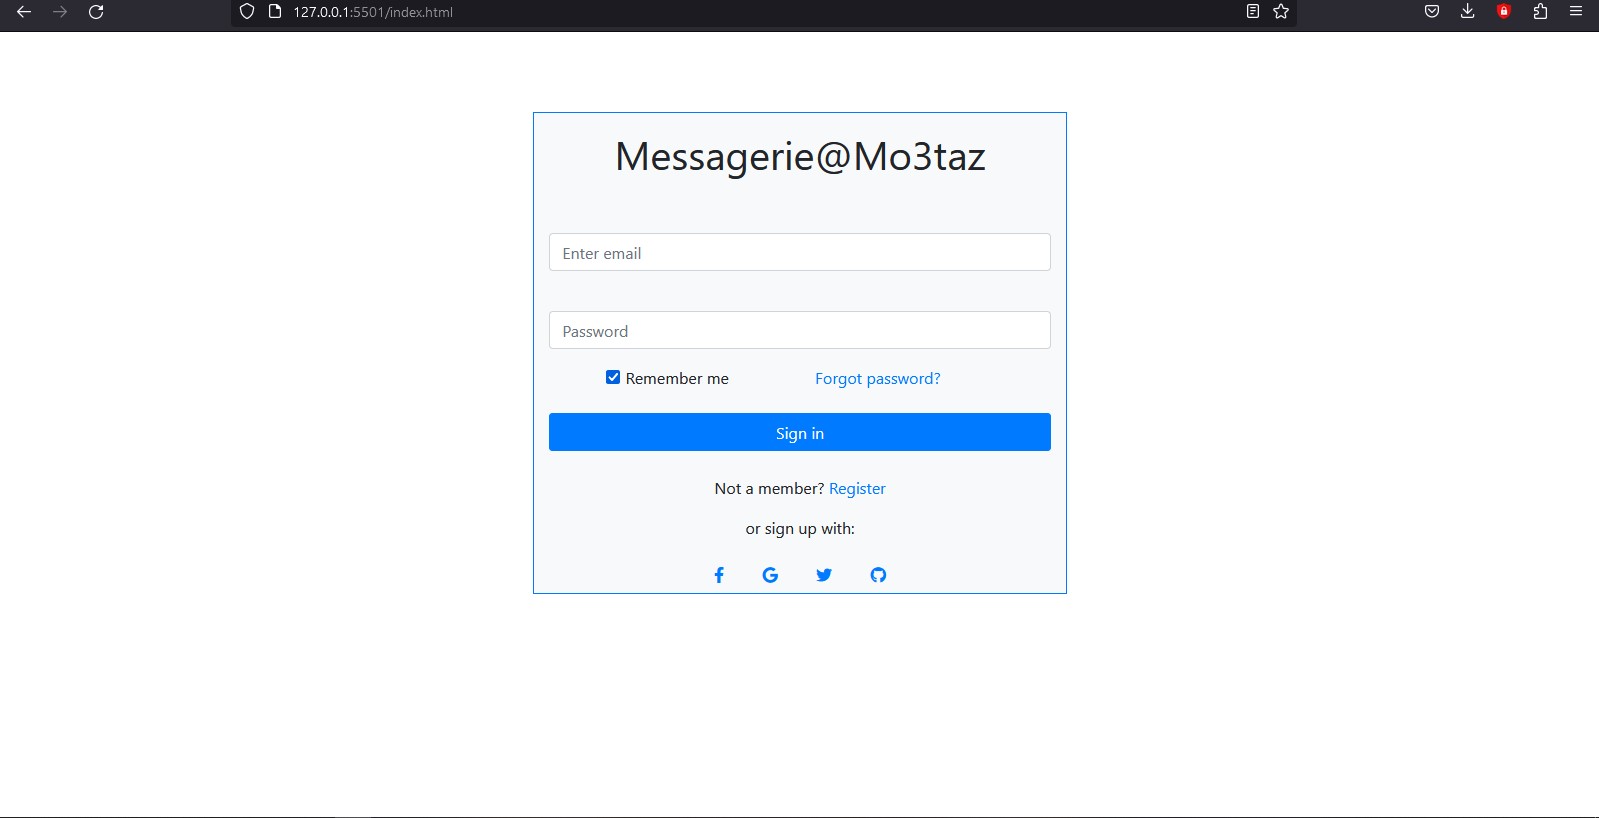 127.0.0.1:5501/index.html
Messagerie@Mo3taz
Enter email
Password
Remember me Forgot password?
Sign in
Not a member? Register
or sign up with: